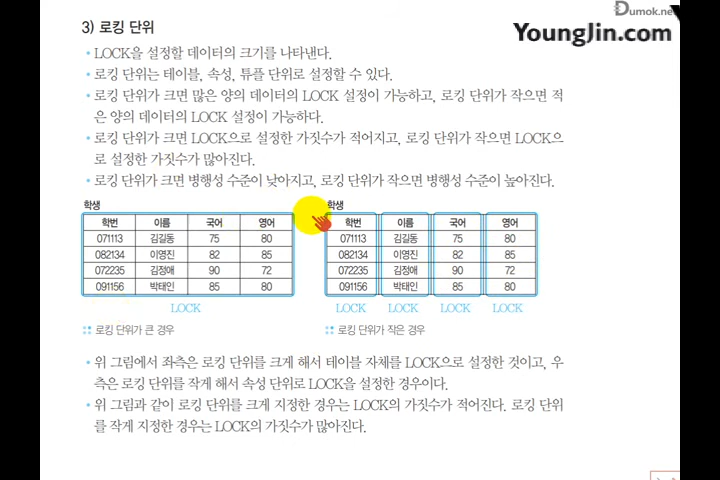 Dumok.ne
YoungJin.com
3) 로킹 단위
• LOCK을 설정할 데이터의 크기를 나타낸다.
• 로킹 단위는 테이블, 속성, 튜플 단위로 설정할 수 있다.
• 로킹 단위가 크면 많은 양의 데이터의 LOCK 설정이 가능하고, 로킹 단위가 작으면 적
은 양의 데이터의 LOCK 설정이 가능하다.
• 로킹 단위가 크면 LOCK으로 설정한 가짓수가 적어지고, 로킹 단위가 작으면 LOCK으
로 설정한 가짓수가 많아진다.
• 로킹 단위가 크면 병행성 수준이 낮아지고, 로킹 단위가 작으면 병행성 수준이 높아진다.
학생
학번 이름 국어 영어
071113 김길동 75 80
082134 이영진 82 85
072235 김정애 90 72
091156 박태인 85 80
LOCK
로킹 단위가 큰 경우
학생
학번 이름 국어 영어
071113 김길동 75 80
082134 이영진 82 85
072235 김정애 90 72
091156 박태인 85 80
LOCK LOCK LOCK LOCK
로킹 단위가 작은 경우
• 위 그림에서 좌측은 로킹 단위를 크게 해서 테이블 자체를 LOCK으로 설정한 것이고, 우
측은 로킹 단위를 작게 해서 속성 단위로 LOCK을 설정한 경우이다.
• 위 그림과 같이 로킹 단위를 크게 지정한 경우는 LOCK의 가짓수가 적어진다. 로킹 단위
를 작게 지정한 경우는 LOCK의 가짓수가 많아진다.